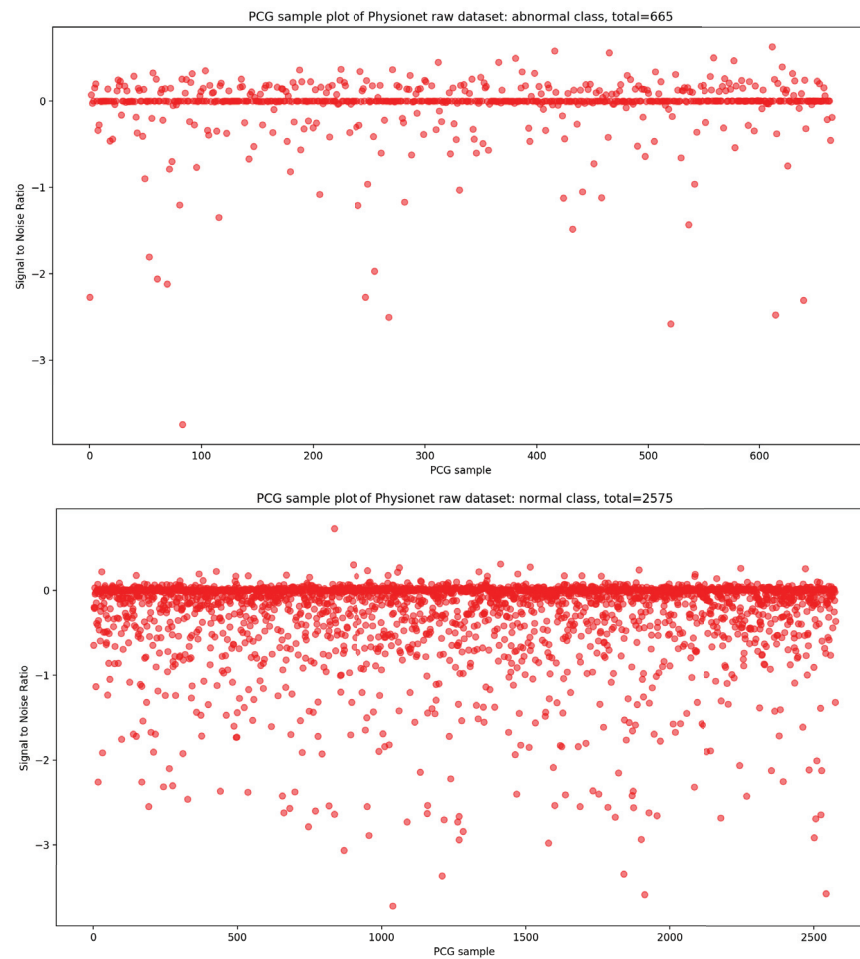 PCG sample plot of Physionet raw dataset: abnormal class, total=665
0
−1
−2
−3
Signal to Noise Ratio
0 100 200 300 400 500 600
PCG sample
PCG sample plot of Physionet raw dataset: normal class, total=2575
0
−1
−2
−3
Signal to Noise Ratio
0 500 1000 1500 2000 2500
PCG sample